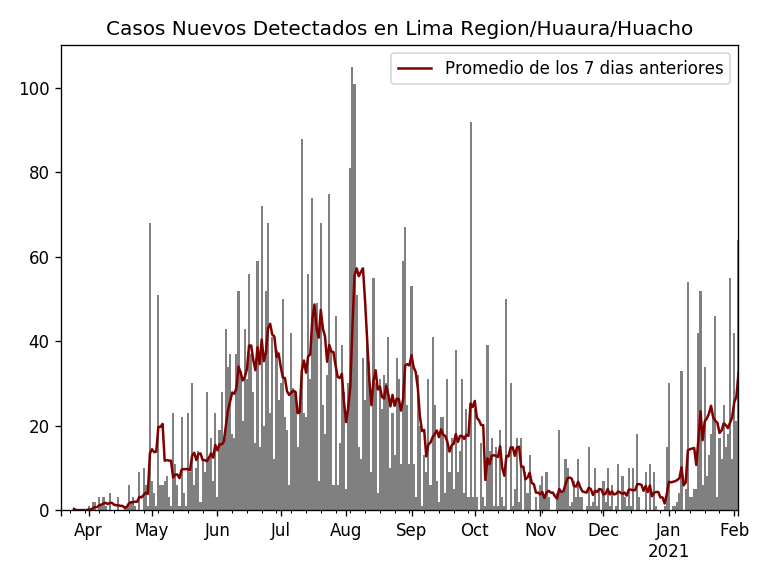 Casos Nuevos Detectados en Lima Region/Huaura/Huacho
Promedio de los 7 dias anteriores
100
80
60
40
20
0
Apr May Jun Jul Aug Sep Oct Nov Dec Jan Feb
2021